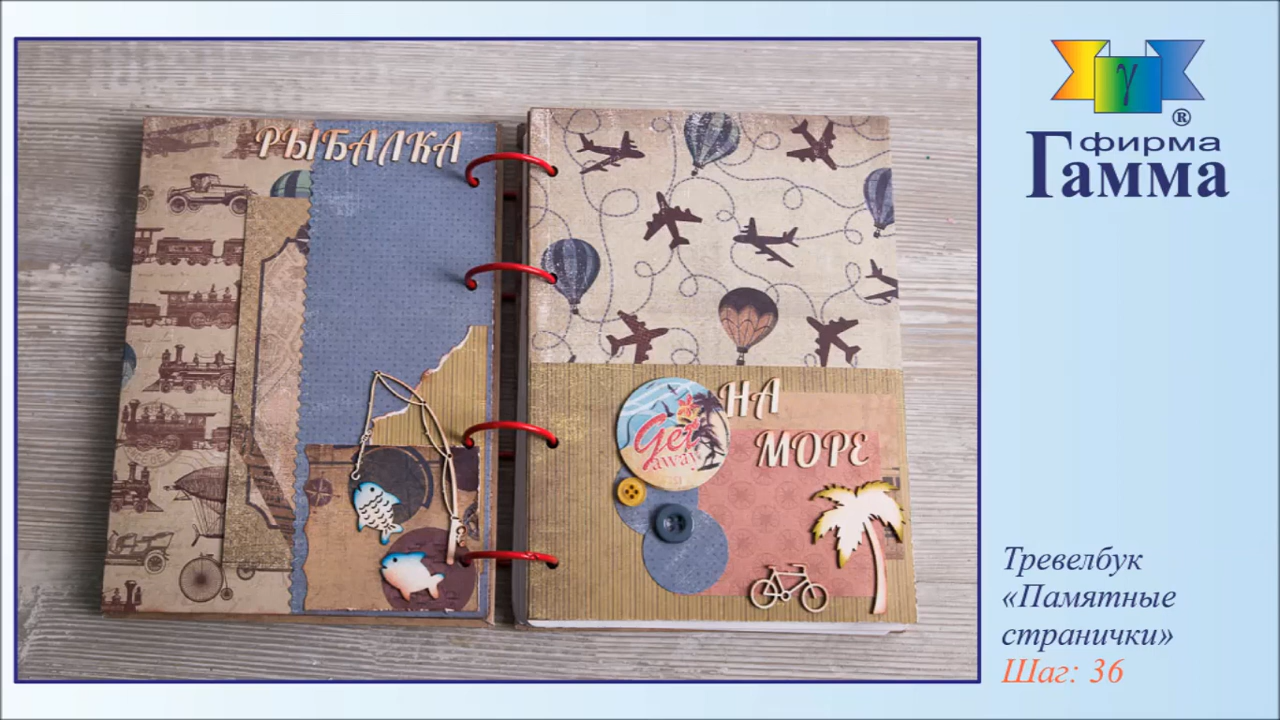 РЫБАЛКА
Get
away
НА
МОРЕ
γ
®
фирма
Гамма
Тревелбук
«Памятные
странички»
Шаг: 36